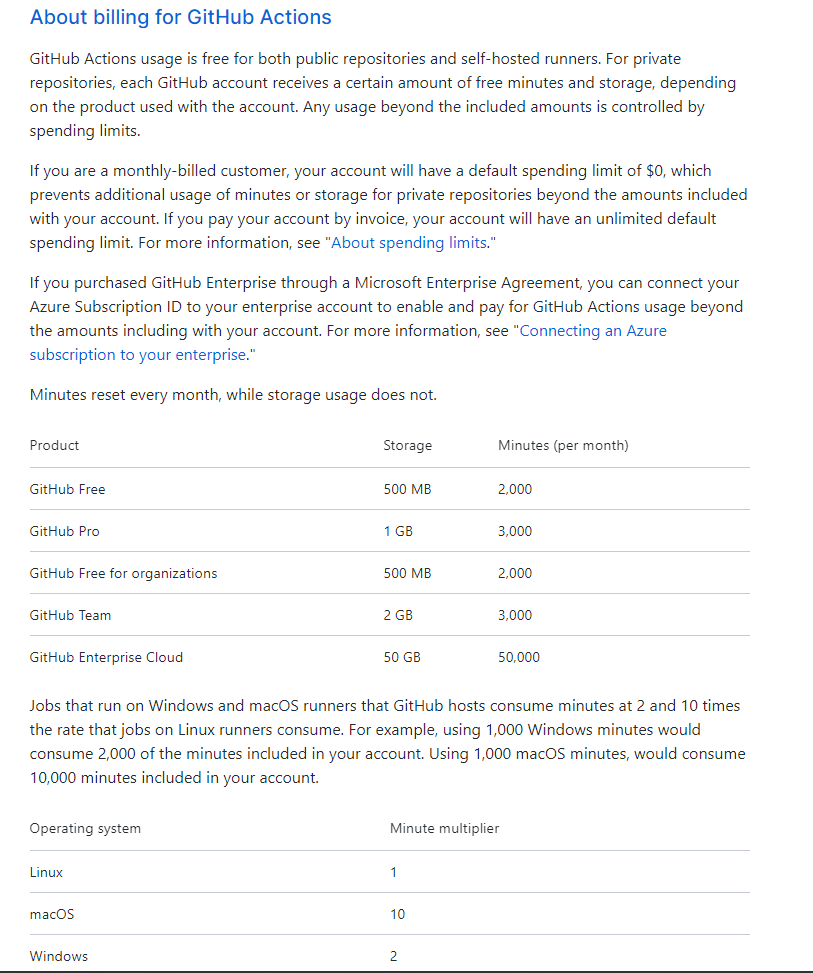 About billing for GitHub Actions
GitHub Actions usage is free for both public repositories and self-hosted runners. For private
repositories, each GitHub account receives a certain amount of free minutes and storage, depending
on the product used with the account. Any usage beyond the included amounts is controlled by
spending limits.
If you are a monthly-billed customer, your account will have a default spending limit of $0, which
prevents additional usage of minutes or storage for private repositories beyond the amounts included
with your account. If you pay your account by invoice, your account will have an unlimited default
spending limit. For more information, see "About spending limits."
If you purchased GitHub Enterprise through a Microsoft Enterprise Agreement, you can connect your
Azure Subscription ID to your enterprise account to enable and pay for GitHub Actions usage beyond
the amounts including with your account. For more information, see "Connecting an Azure
subscription to your enterprise."
Minutes reset every month, while storage usage does not.
Product Storage Minutes (per month)
GitHub Free 500 MB 2,000
GitHub Pro 1 GB 3,000
GitHub Free for organizations 500 MB 2,000
GitHub Team 2 GB 3,000
GitHub Enterprise Cloud 50 GB 50,000
Jobs that run on Windows and macOS runners that GitHub hosts consume minutes at 2 and 10 times
the rate that jobs on Linux runners consume. For example, using 1,000 Windows minutes would
consume 2,000 of the minutes included in your account. Using 1,000 macOS minutes, would consume
10,000 minutes included in your account.
Operating system Minute multiplier
Linux 1
macOS 10
Windows 2